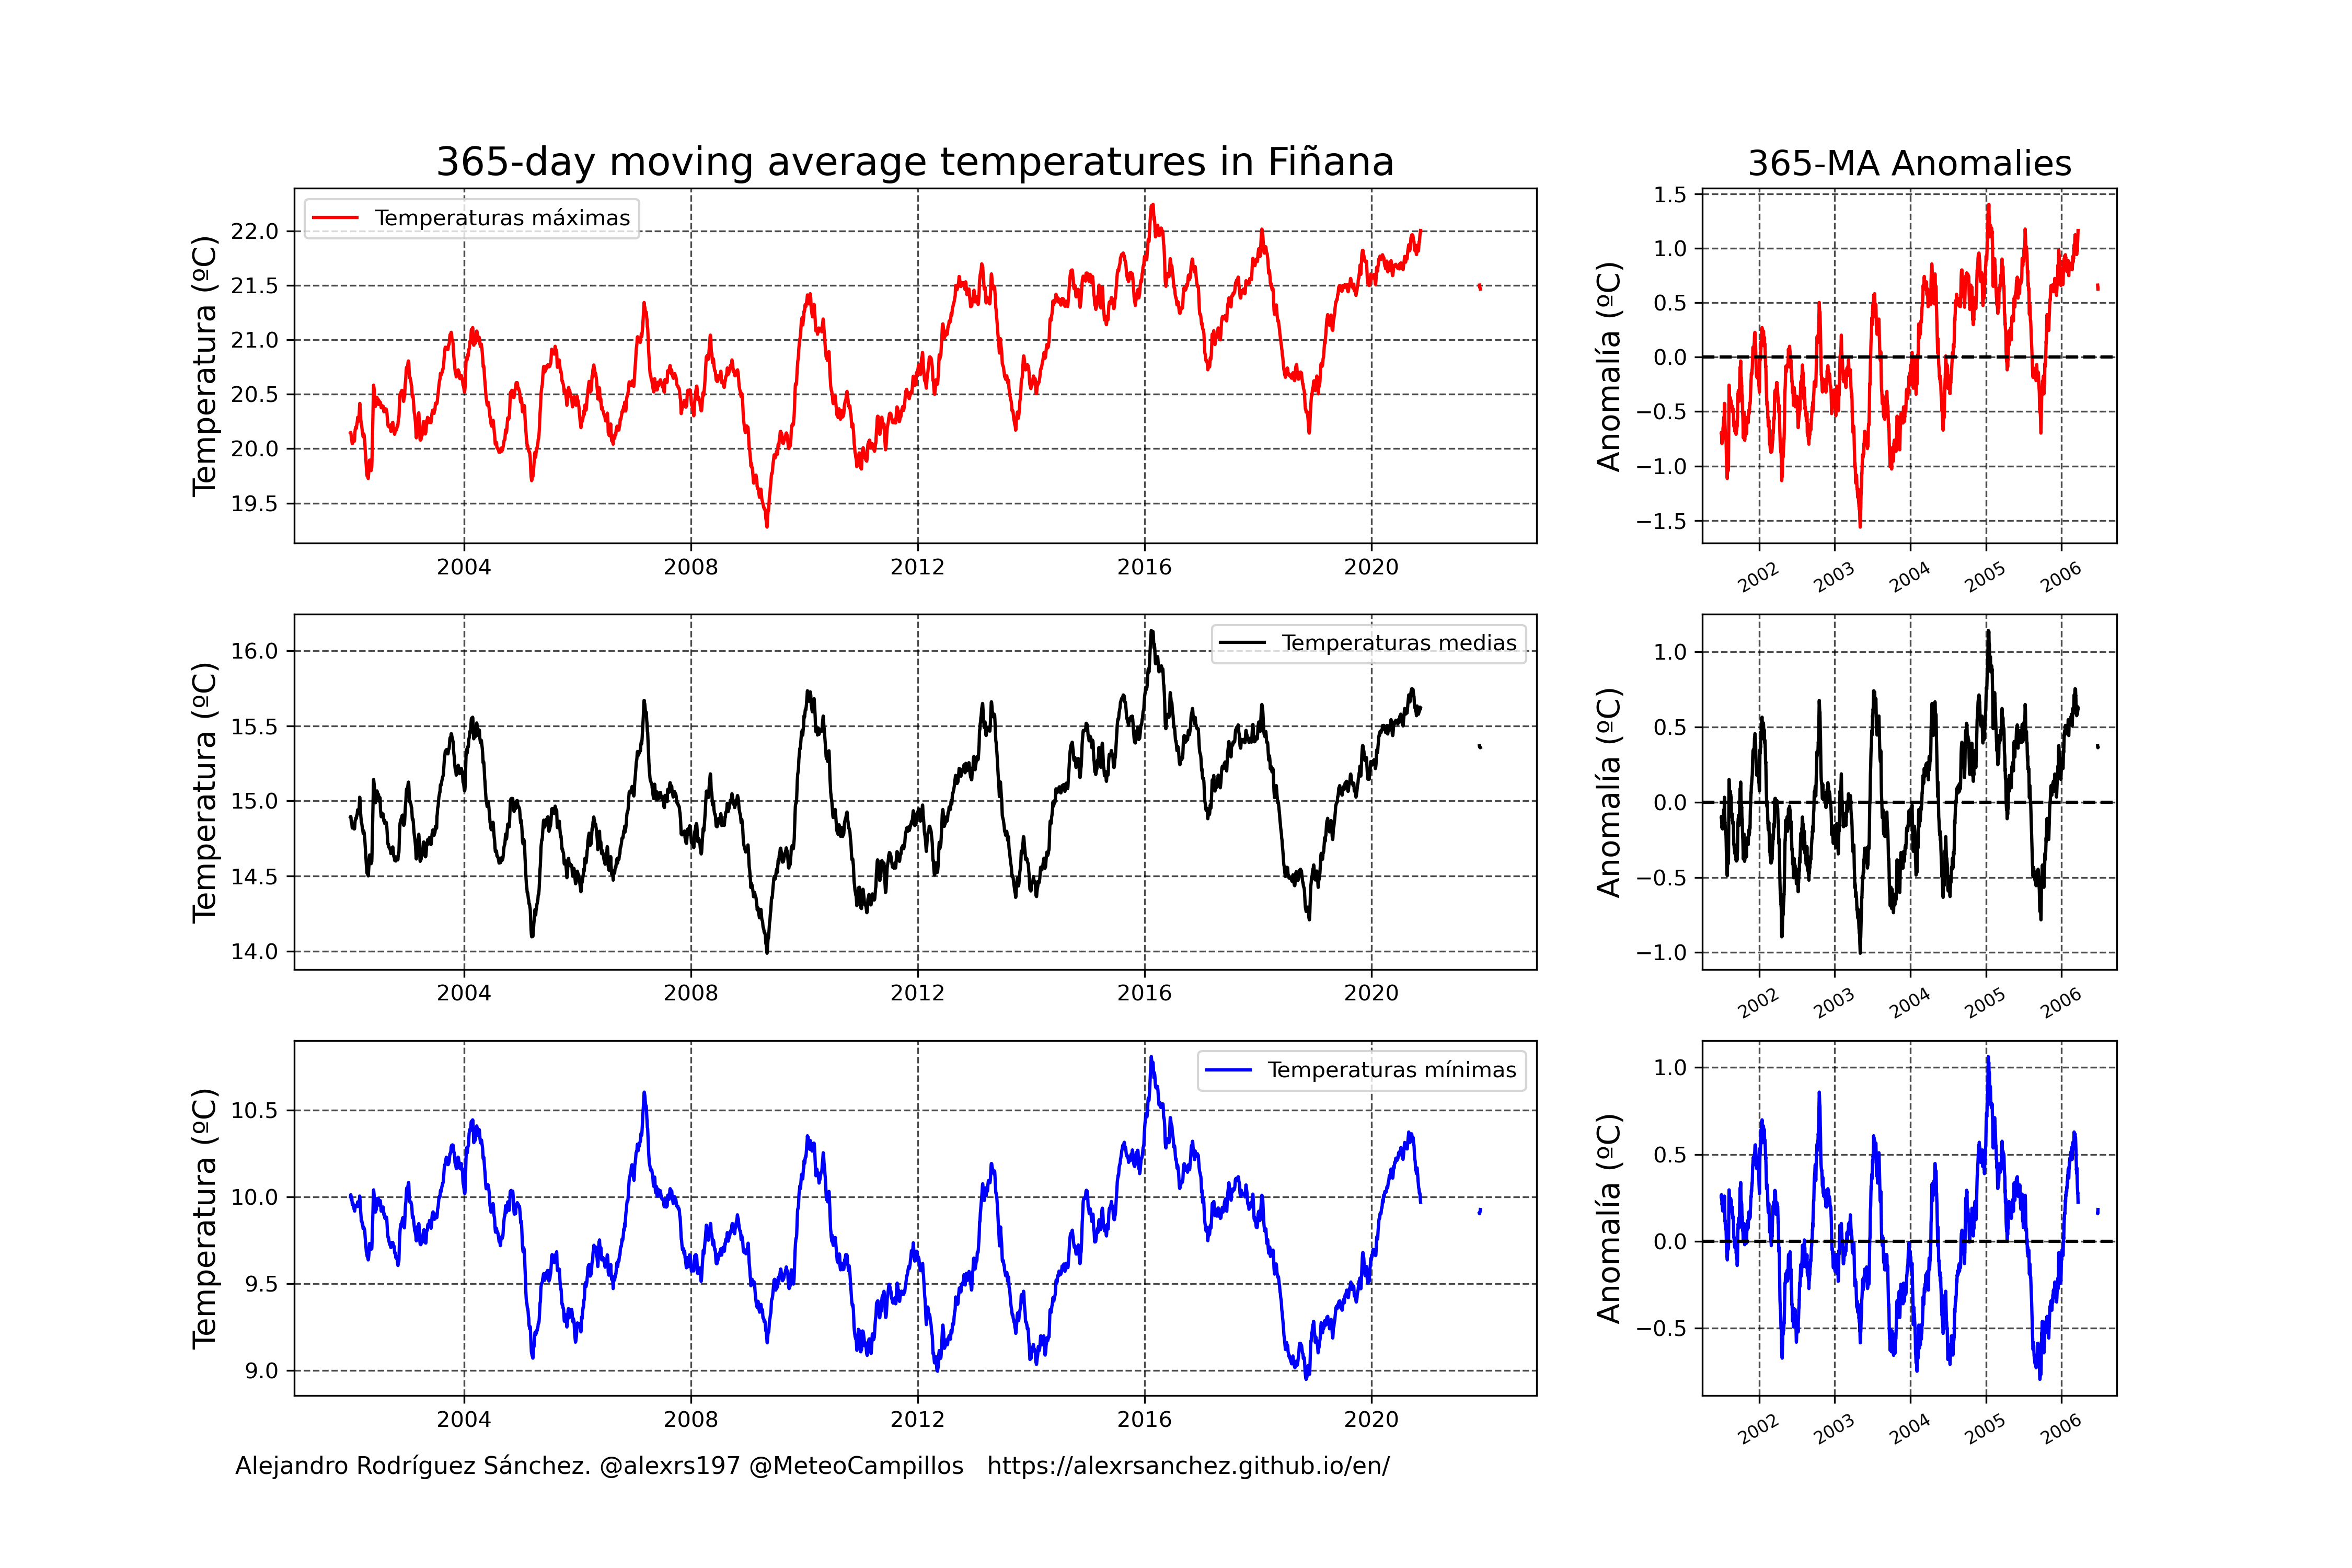 365-day moving average temperatures in Fiñana
365-MA Anomalies
Temperatura (ºC)
22.0
21.5
21.0
20.5
20.0
19.5
Temperaturas máximas
2004 2008 2012 2016 2020
Anomalía (ºC)
1.5
1.0
0.5
0.0
−0.5
−1.0
−1.5
2002 2003 2004 2005 2006
Temperatura (ºC)
16.0
15.5
15.0
14.5
14.0
Temperaturas medias
2004 2008 2012 2016 2020
Anomalía (ºC)
1.0
0.5
0.0
−0.5
−1.0
2002 2003 2004 2005 2006
Temperatura (ºC)
10.5
10.0
9.5
9.0
Temperaturas mínimas
2004 2008 2012 2016 2020
Anomalía (ºC)
1.0
0.5
0.0
−0.5
2002 2003 2004 2005 2006
Alejandro Rodríguez Sánchez. @alexrs197 @MeteoCampillos https://alexrsanchez.github.io/en/